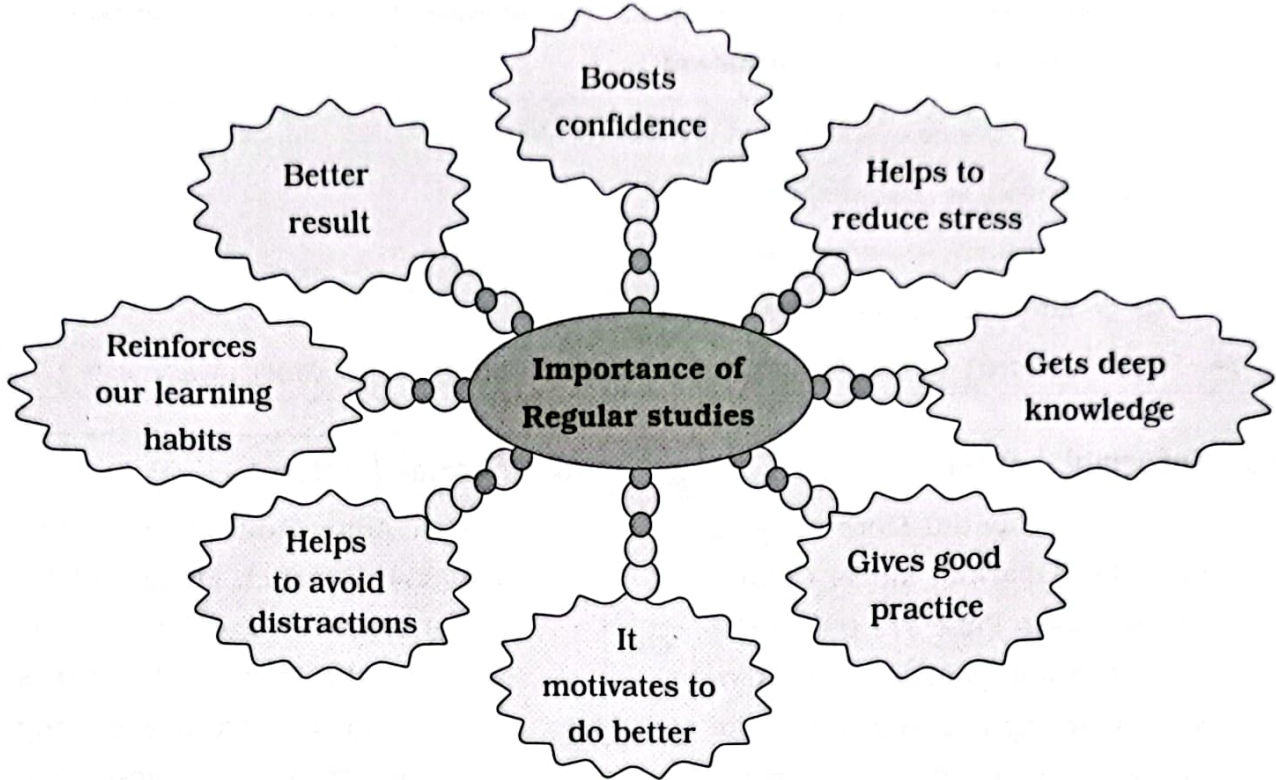 Boosts
confidence
Better
result
Helps to
reduce stress
Reinforces
our learning
habits
Importance of
Regular studies
Gets deep
knowledge
Helps
to avoid
distractions
Gives good
practice
It
motivates to
do better